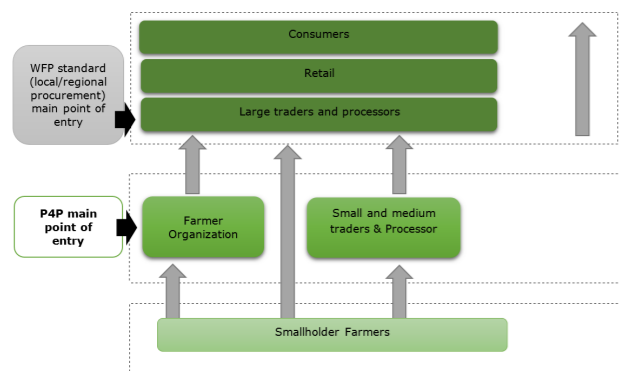 Consumers
Retail
Large traders and processors
WFP standard
(local/regional
procurement)
main point of
entry
P4P main
point of
entry
Farmer
Organization
Small and medium
traders & Processor
Smallholder Farmers